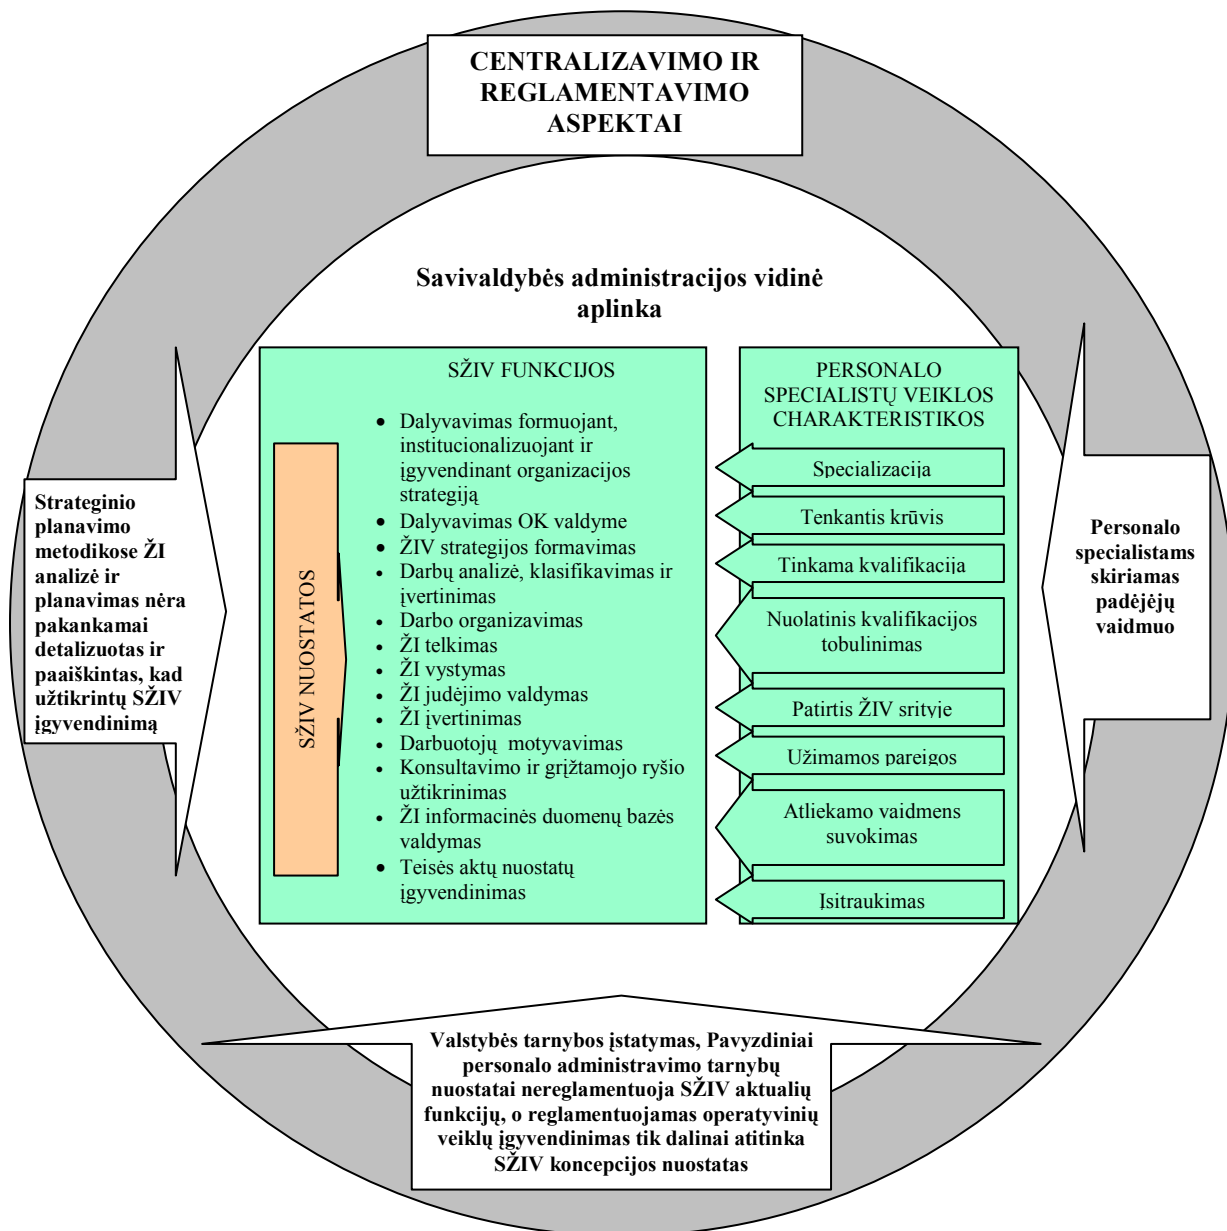 CENTRALIZAVIMO IR
REGLAMENTAVIMO
ASPEKTAI
Savivaldybės administracijos vidinė
aplinka
Strateginio
planavimo
metodikose ŽI
analizė ir
planavimas nėra
pakankamai
detalizuotas ir
paaiškintas, kad
užtikrintų SŽIV
įgyvendinimą
SŽIV NUOSTATOS
SŽIV FUNKCIJOS
• Dalyvavimas formuojant,
institucionalizuojant ir
įgyvendinant organizacijos
strategiją
• Dalyvavimas OK valdyme
• ŽIV strategijos formavimas
• Darbų analizė, klasifikavimas ir
įvertinimas
• Darbo organizavimas
• ŽI telkimas
• ŽI vystymas
• ŽI judėjimo valdymas
• ŽI įvertinimas
• Darbuotojų motyvavimas
• Konsultavimo ir grįžtamojo ryšio
užtikrinimas
• ŽI informacinės duomenų bazės
valdymas
• Teisės aktų nuostatų
įgyvendinimas
PERSONALO
SPECIALISTŲ VEIKLOS
CHARAKTERISTIKOS
Specializacija
Tenkantis krūvis
Tinkama kvalifikacija
Nuolatinis kvalifikacijos
tobulinimas
Patirtis ŽIV srityje
Užimamos pareigos
Atliekamo vaidmens
suvokimas
Įsitraukimas
Personalo
specialistams
skiriamas
padėjėjų
vaidmuo
Valstybės tarnybos įstatymas, Pavyzdiniai
personalo administravimo tarnybų
nuostatai nereglamentuoja SŽIV aktualių
funkcijų, o reglamentuojamas operatyvinių
veiklų įgyvendinimas tik dalinai atitinka
SŽIV koncepcijos nuostatas